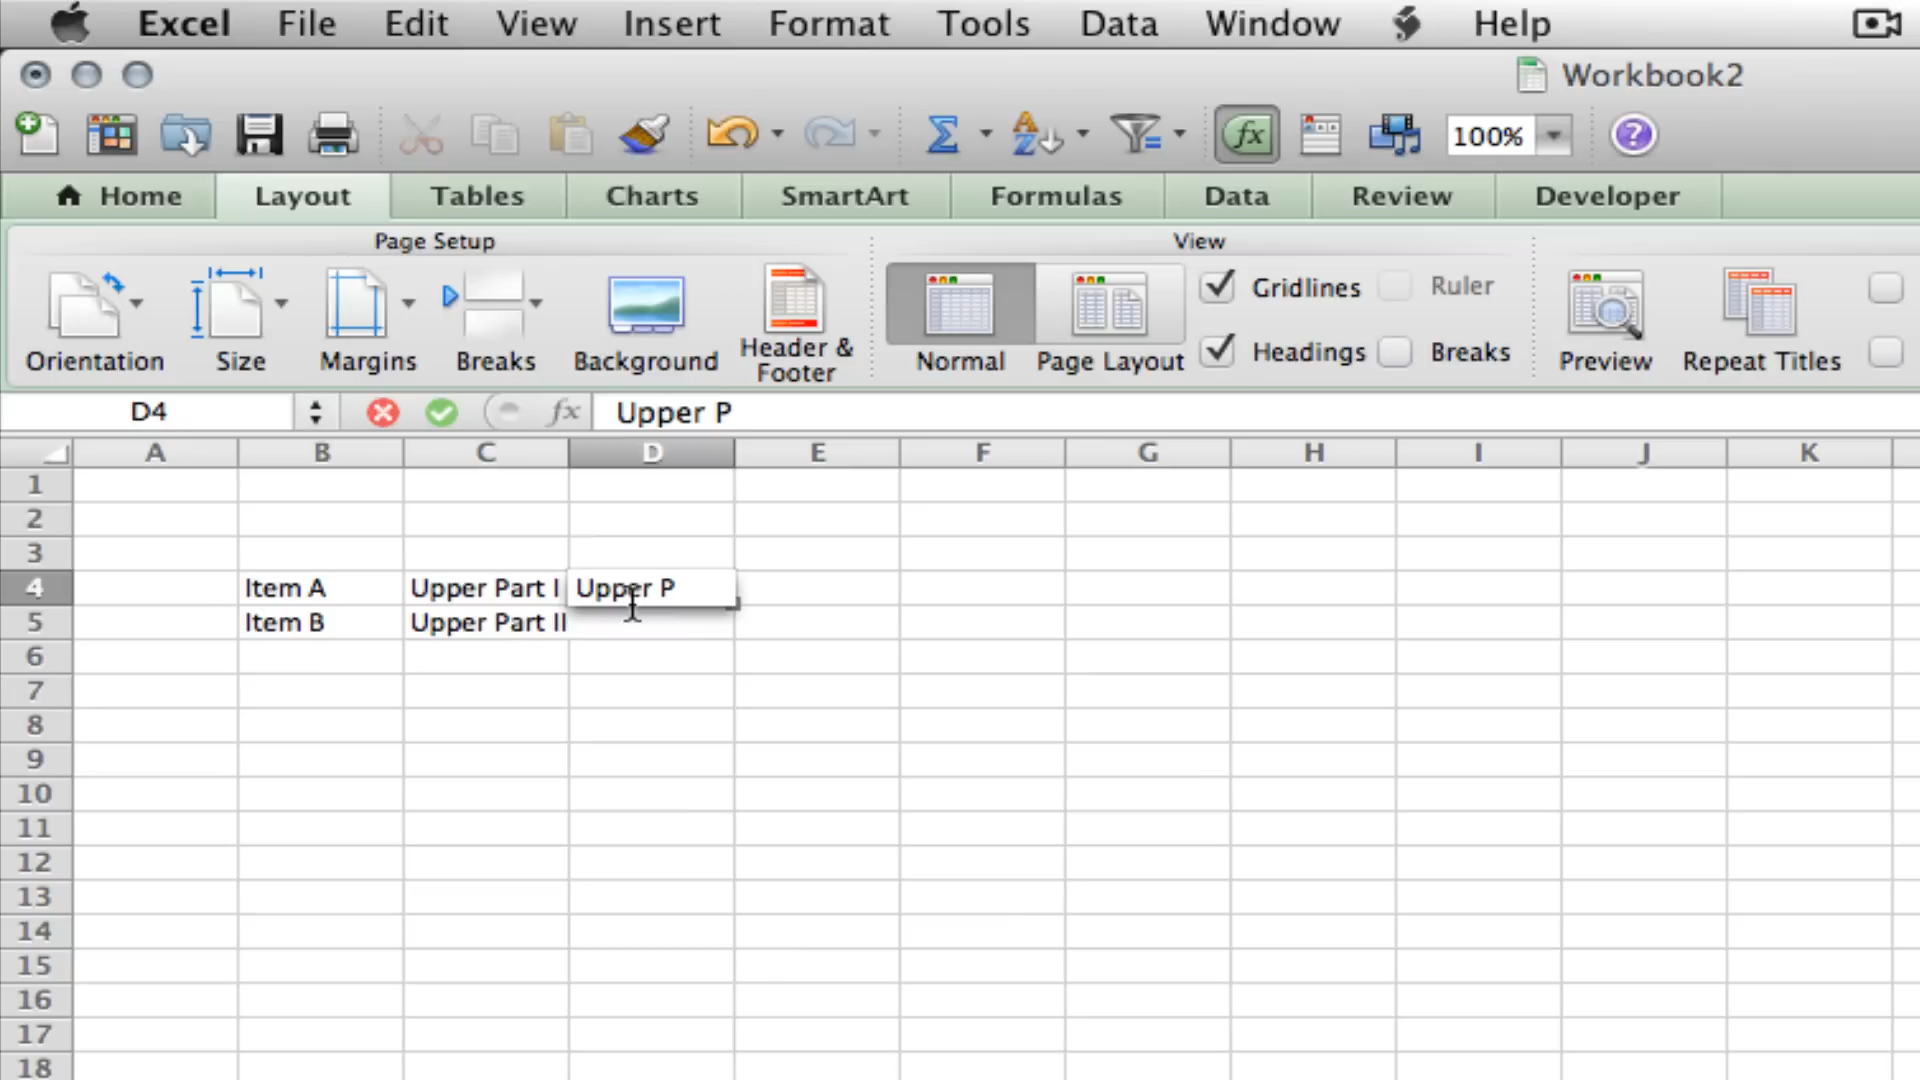 Excel File Edit View Insert Format Tools Data Window Help
Workbook2
100% ?
Home Layout Tables Charts SmartArt Formulas Data Review Developer
Page Setup View
Orientation Size Margins Breaks Background Header & Footer Normal Page Layout Gridlines Ruler Headings Breaks Preview Repeat Titles
D4 fx Upper P
A B C D E F G H I J K
1
2
3
4 Item A Upper Part I Upper P
5 Item B Upper Part II
6
7
8
9
10
11
12
13
14
15
16
17
18